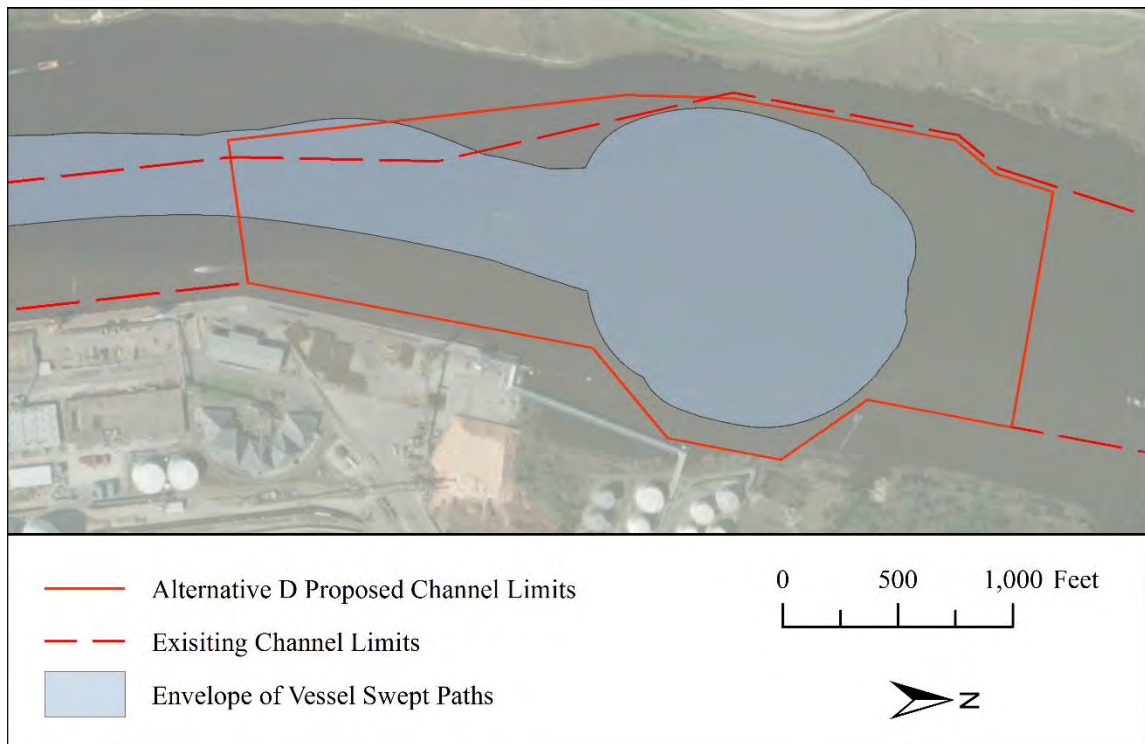 Alternative D Proposed Channel Limits
Exisiting Channel Limits
Envelope of Vessel Swept Paths
0 500 1,000 Feet
N